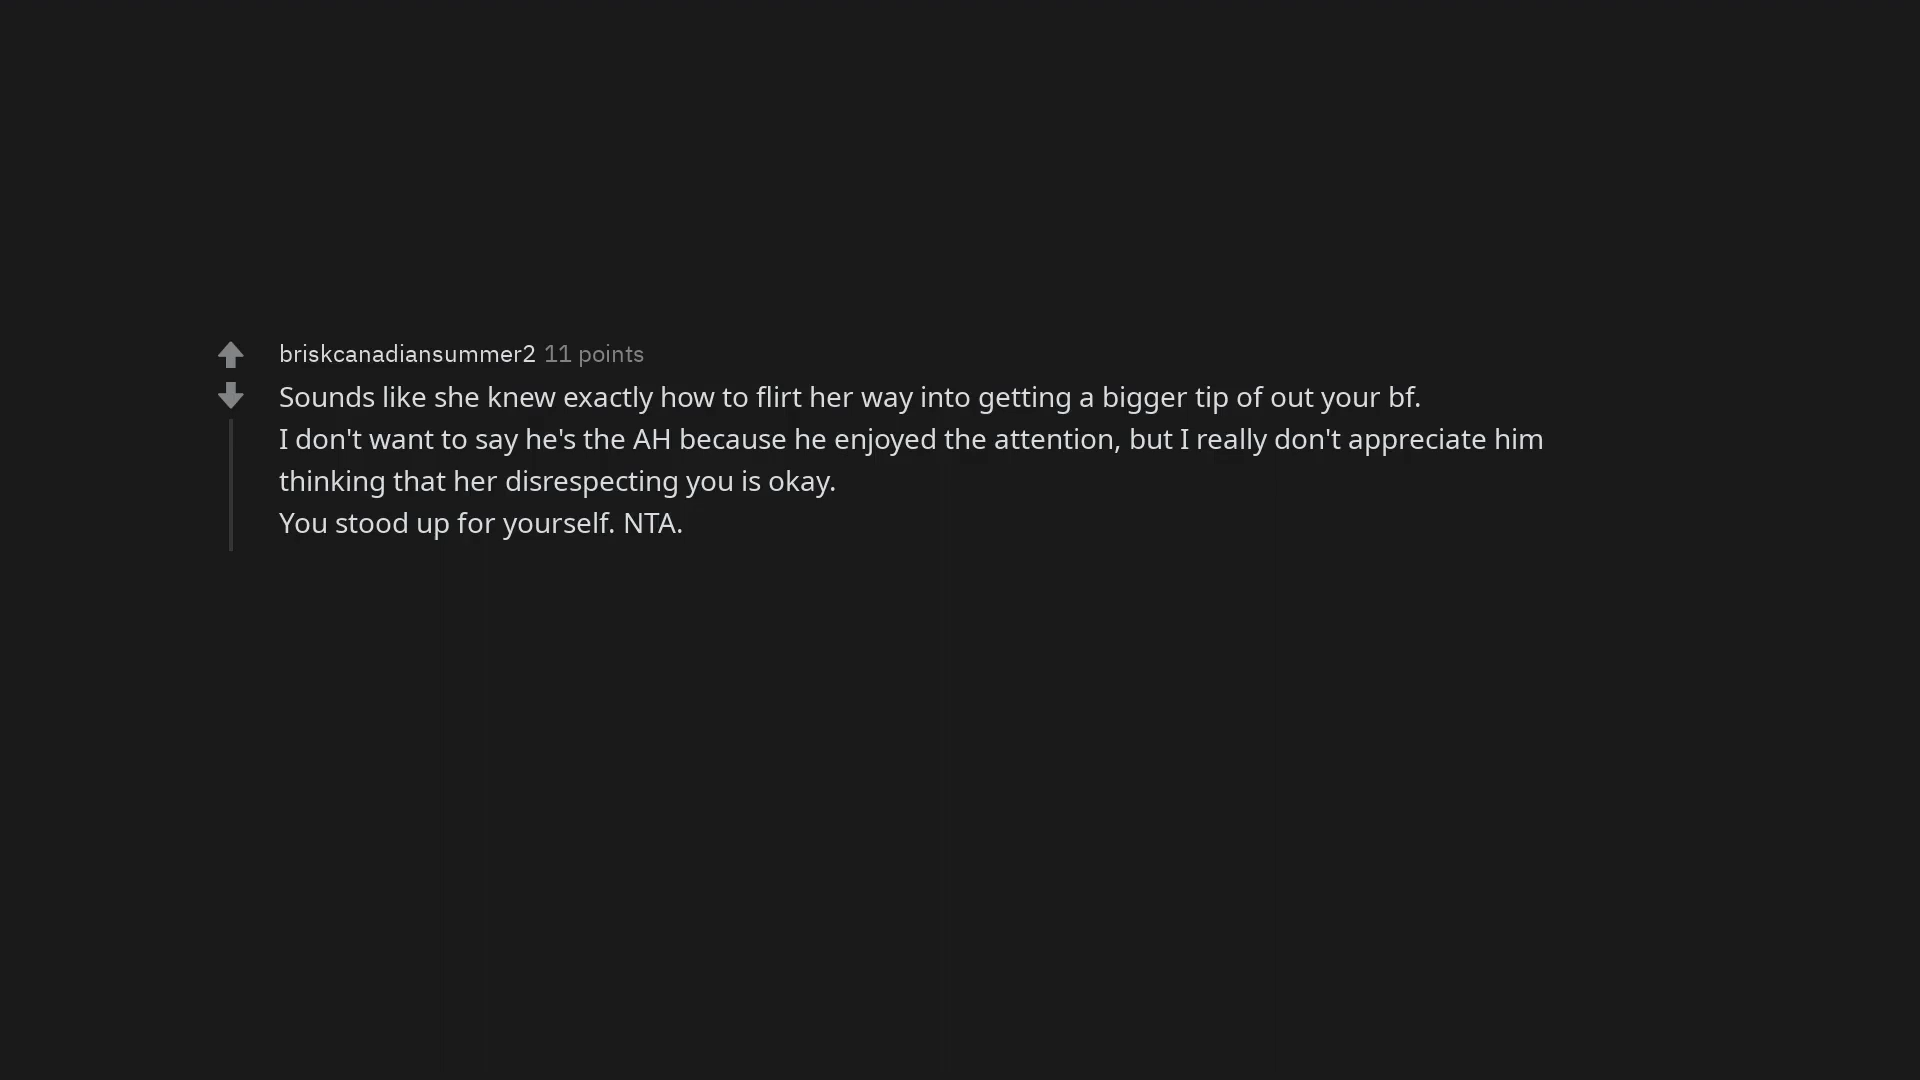 briskcanadiansummer2 11 points
Sounds like she knew exactly how to flirt her way into getting a bigger tip of out your bf.
I don't want to say he's the AH because he enjoyed the attention, but I really don't appreciate him
thinking that her disrespecting you is okay.
You stood up for yourself. NTA.